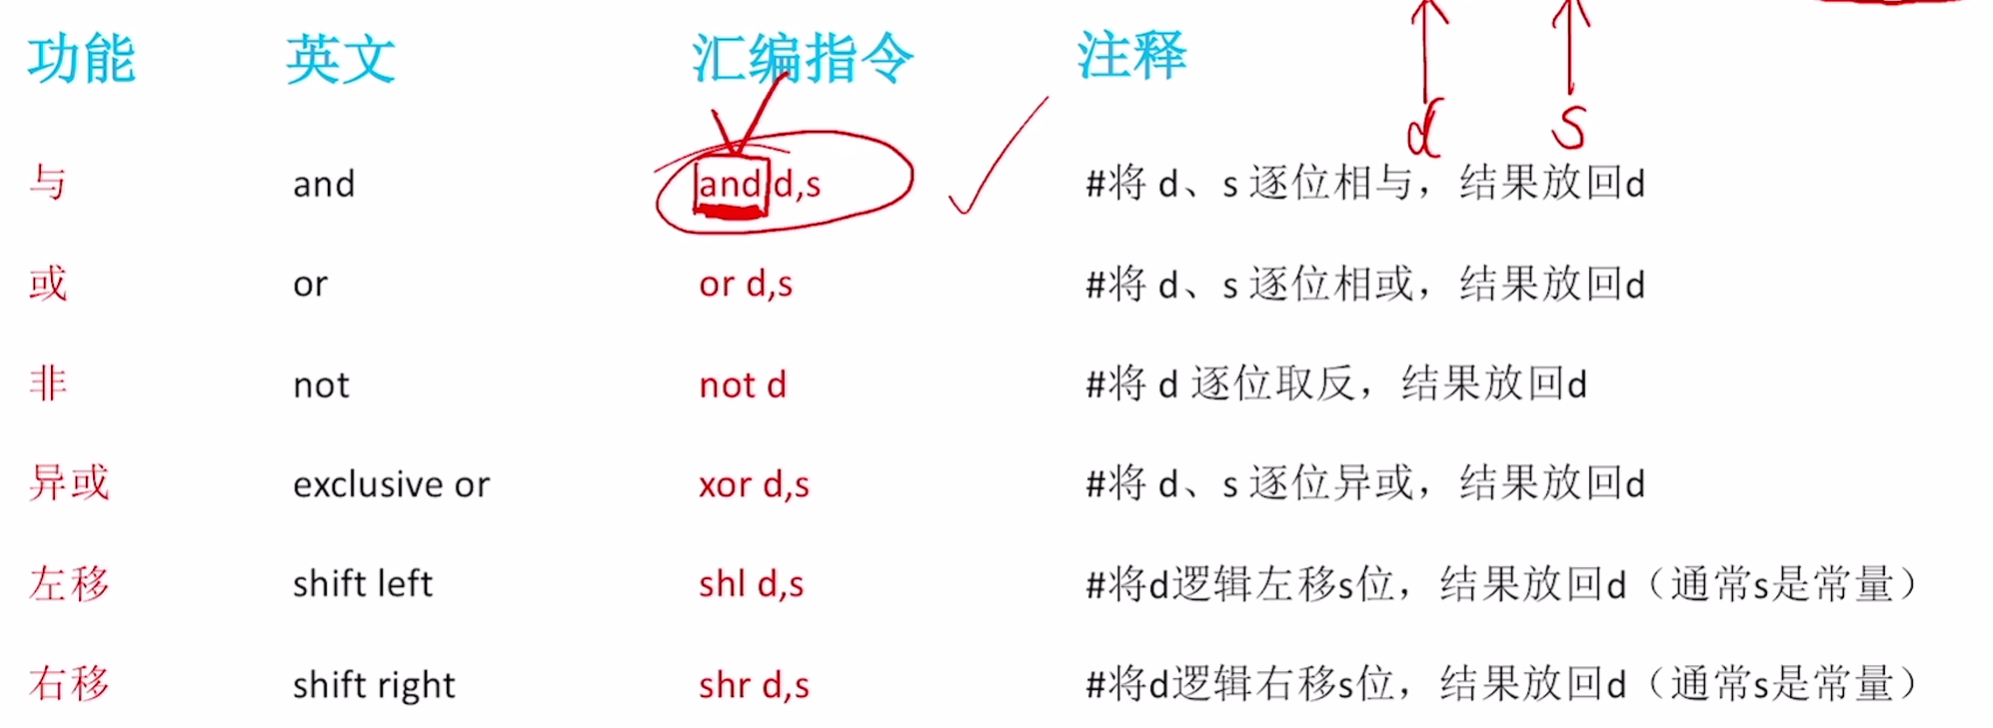 功能 英文 汇编指令 注释
d s
与 and and d,s #将 d、s 逐位相与，结果放回d
或 or or d,s #将 d、s 逐位相或，结果放回d
非 not not d #将 d 逐位取反，结果放回d
异或 exclusive or xor d,s #将 d、s 逐位异或，结果放回d
左移 shift left shl d,s #将d逻辑左移s位，结果放回d（通常s是常量）
右移 shift right shr d,s #将d逻辑右移s位，结果放回d（通常s是常量）